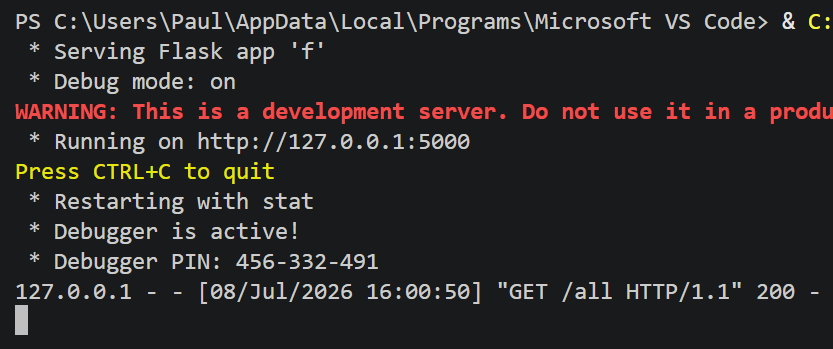 PS C:\Users\Paul\AppData\Local\Programs\Microsoft VS Code> & C:
* Serving Flask app 'f'
* Debug mode: on
WARNING: This is a development server. Do not use it in a produ
* Running on http://127.0.0.1:5000
Press CTRL+C to quit
* Restarting with stat
* Debugger is active!
* Debugger PIN: 456-332-491
127.0.0.1 - - [08/Jul/2026 16:00:50] "GET /all HTTP/1.1" 200 -